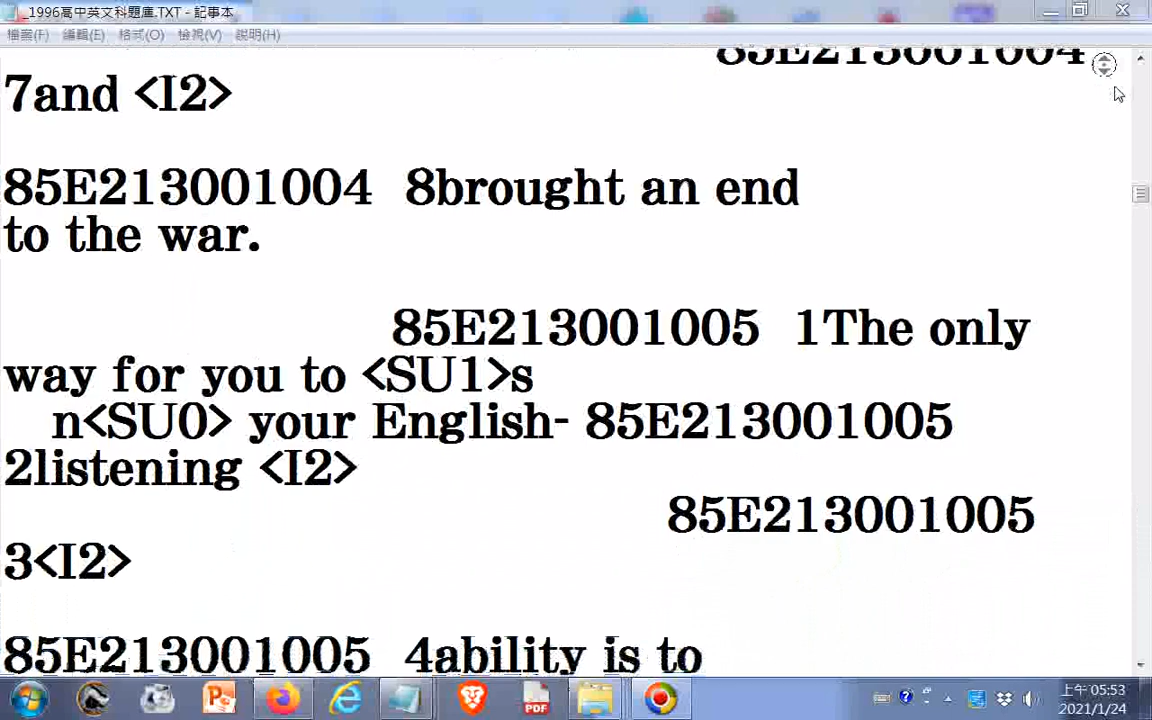 _1996高中英文科題庫.TXT - 記事本
檔案(F) 編輯(E) 格式(O) 檢視(V) 說明(H)
85E213001004
7and <I2>
85E213001004  8brought an end
to the war.
85E213001005  1The only
way for you to <SU1>s
n<SU0> your English- 85E213001005
2listening <I2>
85E213001005
3<I2>
85E213001005  4ability is to
PDF
上午 05:53
2021/1/24